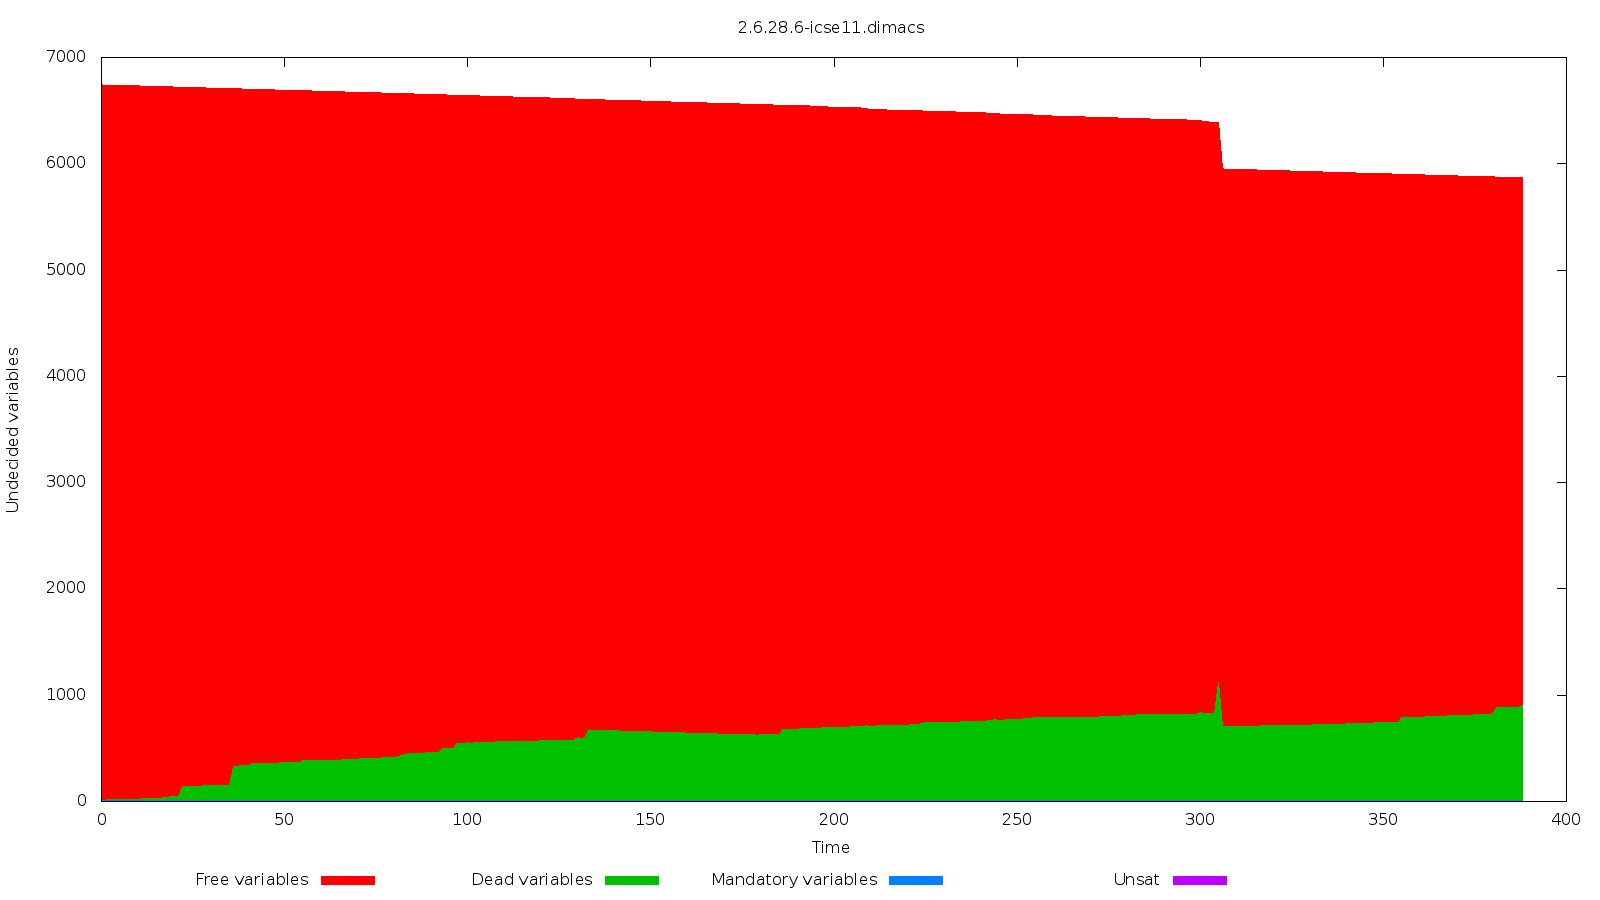 2.6.28.6-icse11.dimacs
7000
6000
5000
4000
3000
2000
1000
0
Undecided variables
0 50 100 150 200 250 300 350 400
Time
Free variables Dead variables Mandatory variables Unsat